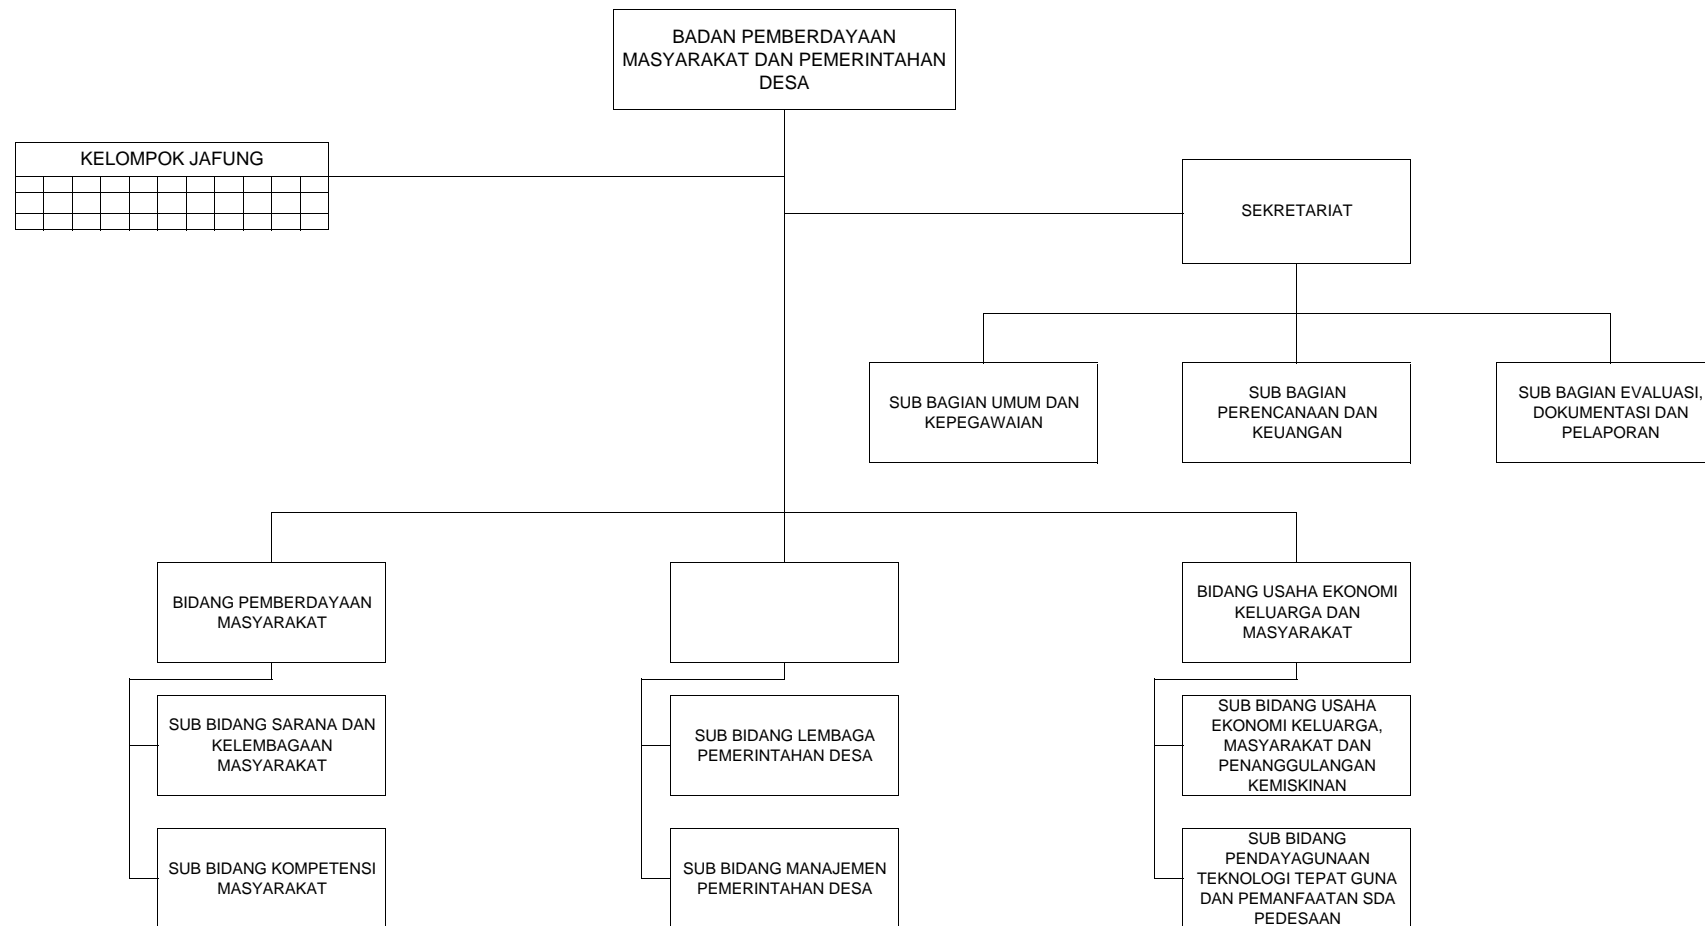 BADAN PEMBERDAYAAN
MASYARAKAT DAN PEMERINTAHAN
DESA
KELOMPOK JAFUNG
SEKRETARIAT
SUB BAGIAN UMUM DAN
KEPEGAWAIAN
SUB BAGIAN
PERENCANAAN DAN
KEUANGAN
SUB BAGIAN EVALUASI,
DOKUMENTASI DAN
PELAPORAN
BIDANG PEMBERDAYAAN
MASYARAKAT
BIDANG USAHA EKONOMI
KELUARGA DAN
MASYARAKAT
SUB BIDANG SARANA DAN
KELEMBAGAAN
MASYARAKAT
SUB BIDANG LEMBAGA
PEMERINTAHAN DESA
SUB BIDANG USAHA
EKONOMI KELUARGA,
MASYARAKAT DAN
PENANGGULANGAN
KEMISKINAN
SUB BIDANG KOMPETENSI
MASYARAKAT
SUB BIDANG MANAJEMEN
PEMERINTAHAN DESA
SUB BIDANG
PENDAYAGUNAAN
TEKNOLOGI TEPAT GUNA
DAN PEMANFAATAN SDA
PEDESAAN